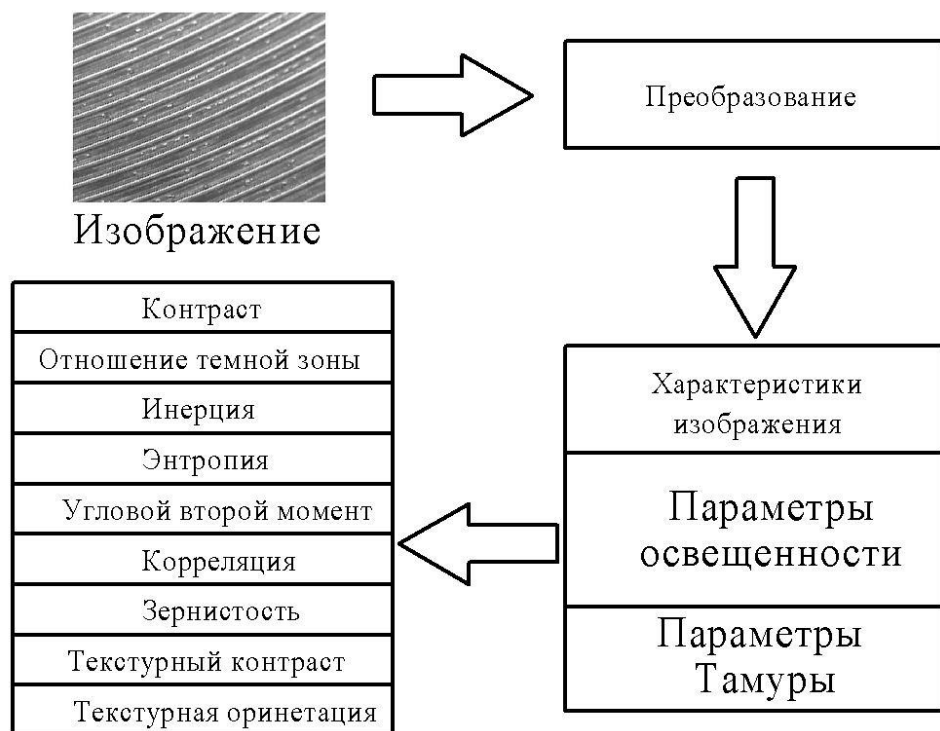 Изображение
Преобразование
Характеристики
изображения
Параметры
освещенности
Параметры
Тамуры
Контраст
Отношение темной зоны
Инерция
Энтропия
Угловой второй момент
Корреляция
Зернистость
Текстурный контраст
Текстурная оринетация